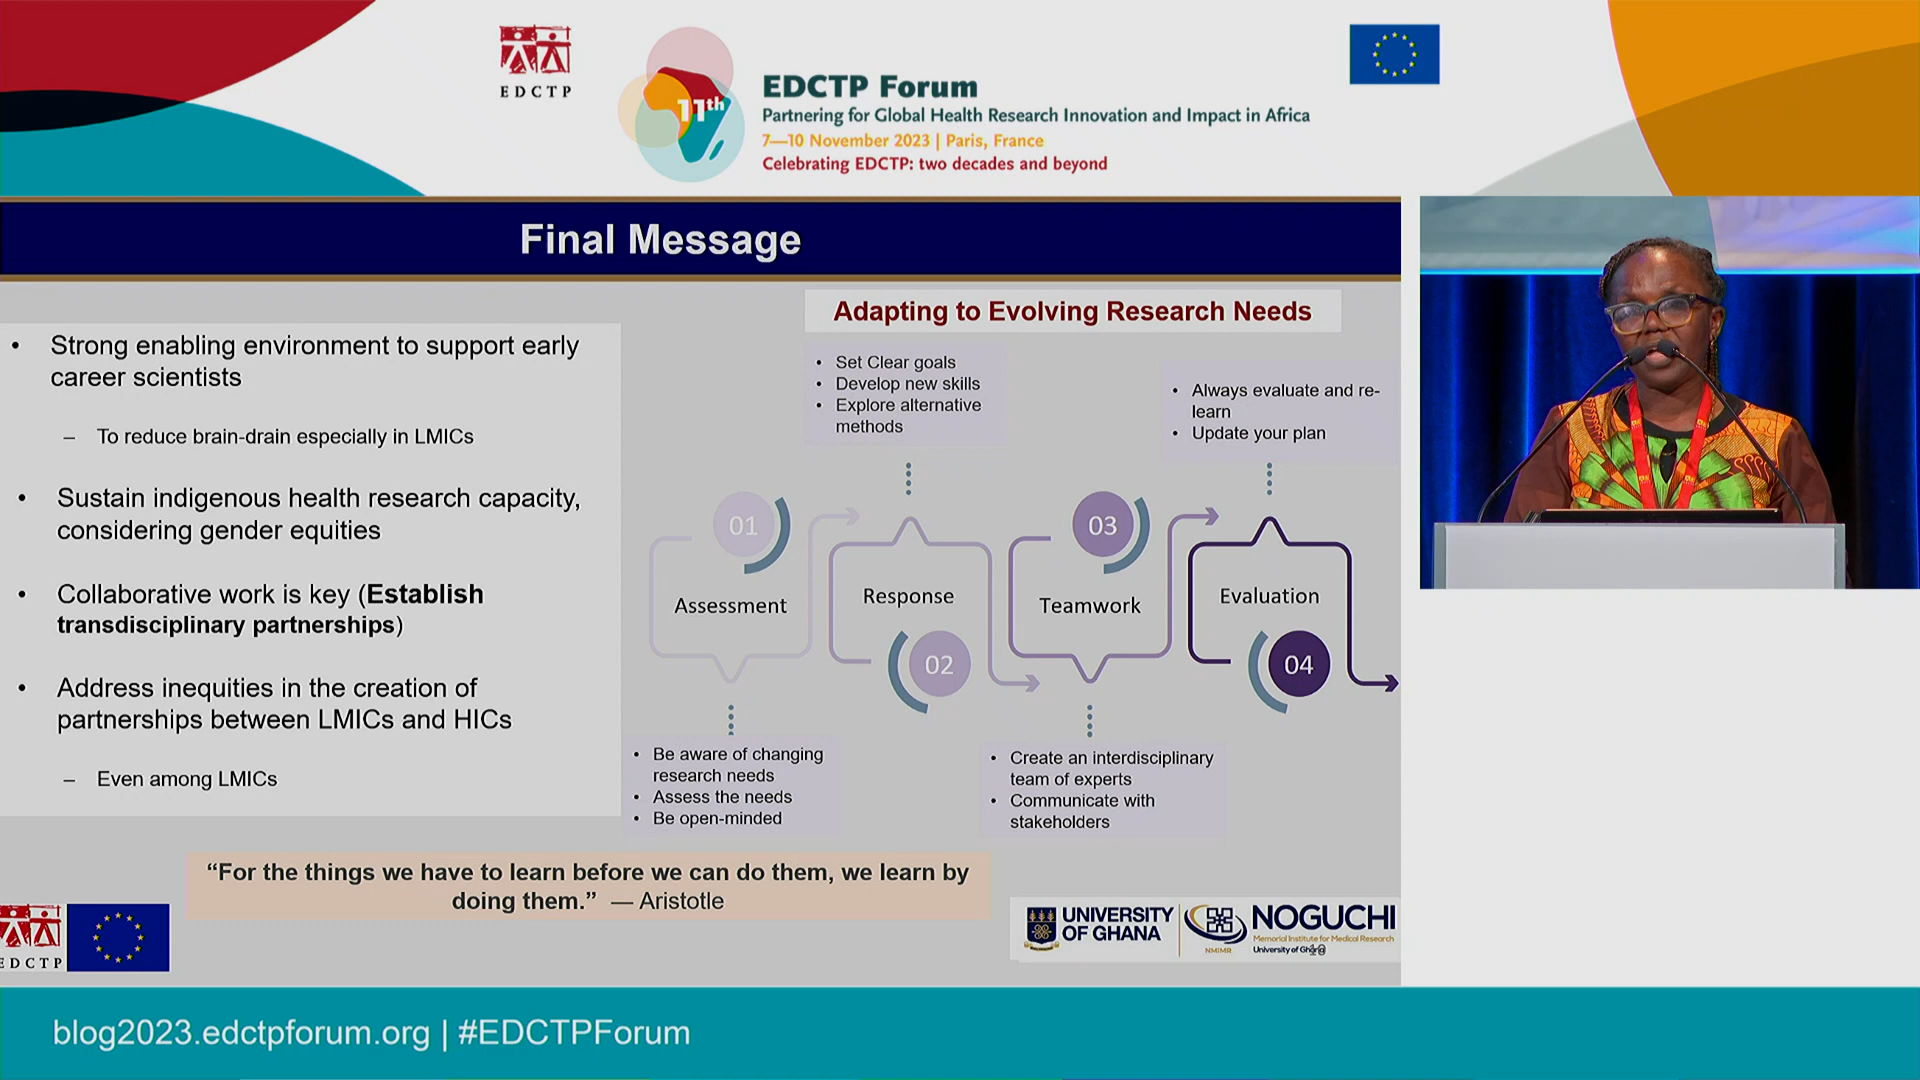 EDCTP
11th
EDCTP Forum
Partnering for Global Health Research Innovation and Impact in Africa
7—10 November 2023 | Paris, France
Celebrating EDCTP: two decades and beyond
Final Message
• Strong enabling environment to support early
career scientists
– To reduce brain-drain especially in LMICs
• Sustain indigenous health research capacity,
considering gender equities
• Collaborative work is key (Establish
transdisciplinary partnerships)
• Address inequities in the creation of
partnerships between LMICs and HICs
– Even among LMICs
Adapting to Evolving Research Needs
• Set Clear goals
• Develop new skills
• Explore alternative
methods
• Always evaluate and re-
learn
• Update your plan
01
Assessment
Response
02
03
Teamwork
Evaluation
04
• Be aware of changing
research needs
• Assess the needs
• Be open-minded
• Create an interdisciplinary
team of experts
• Communicate with
stakeholders
“For the things we have to learn before we can do them, we learn by
doing them.” — Aristotle
EDCTP
UNIVERSITY
OF GHANA
NMIMR
NOGUCHI
Memorial Institute for Medical Research
University of Ghana
blog2023.edctpforum.org | #EDCTPForum